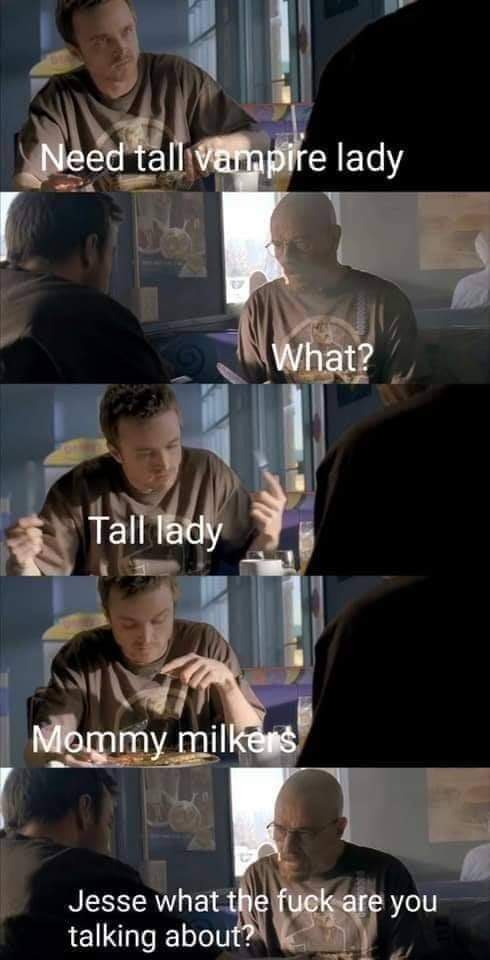 Need tall vampire lady
What?
Tall lady
Mommy milkers
Jesse what the fuck are you
talking about?